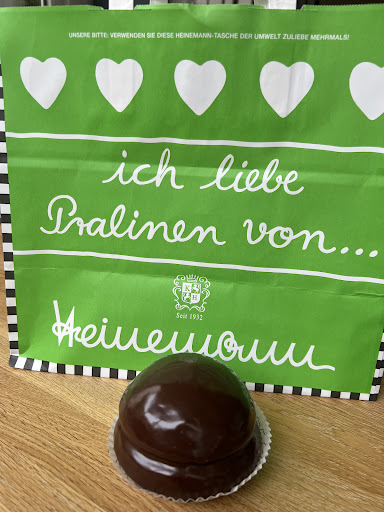 UNSERE BITTE: VERWENDEN SIE DIESE HEINEMANN-TASCHE DER UMWELT ZULIEBE MEHRMALS!
ich liebe
Pralinen von...
Seit 1932
Heinemann